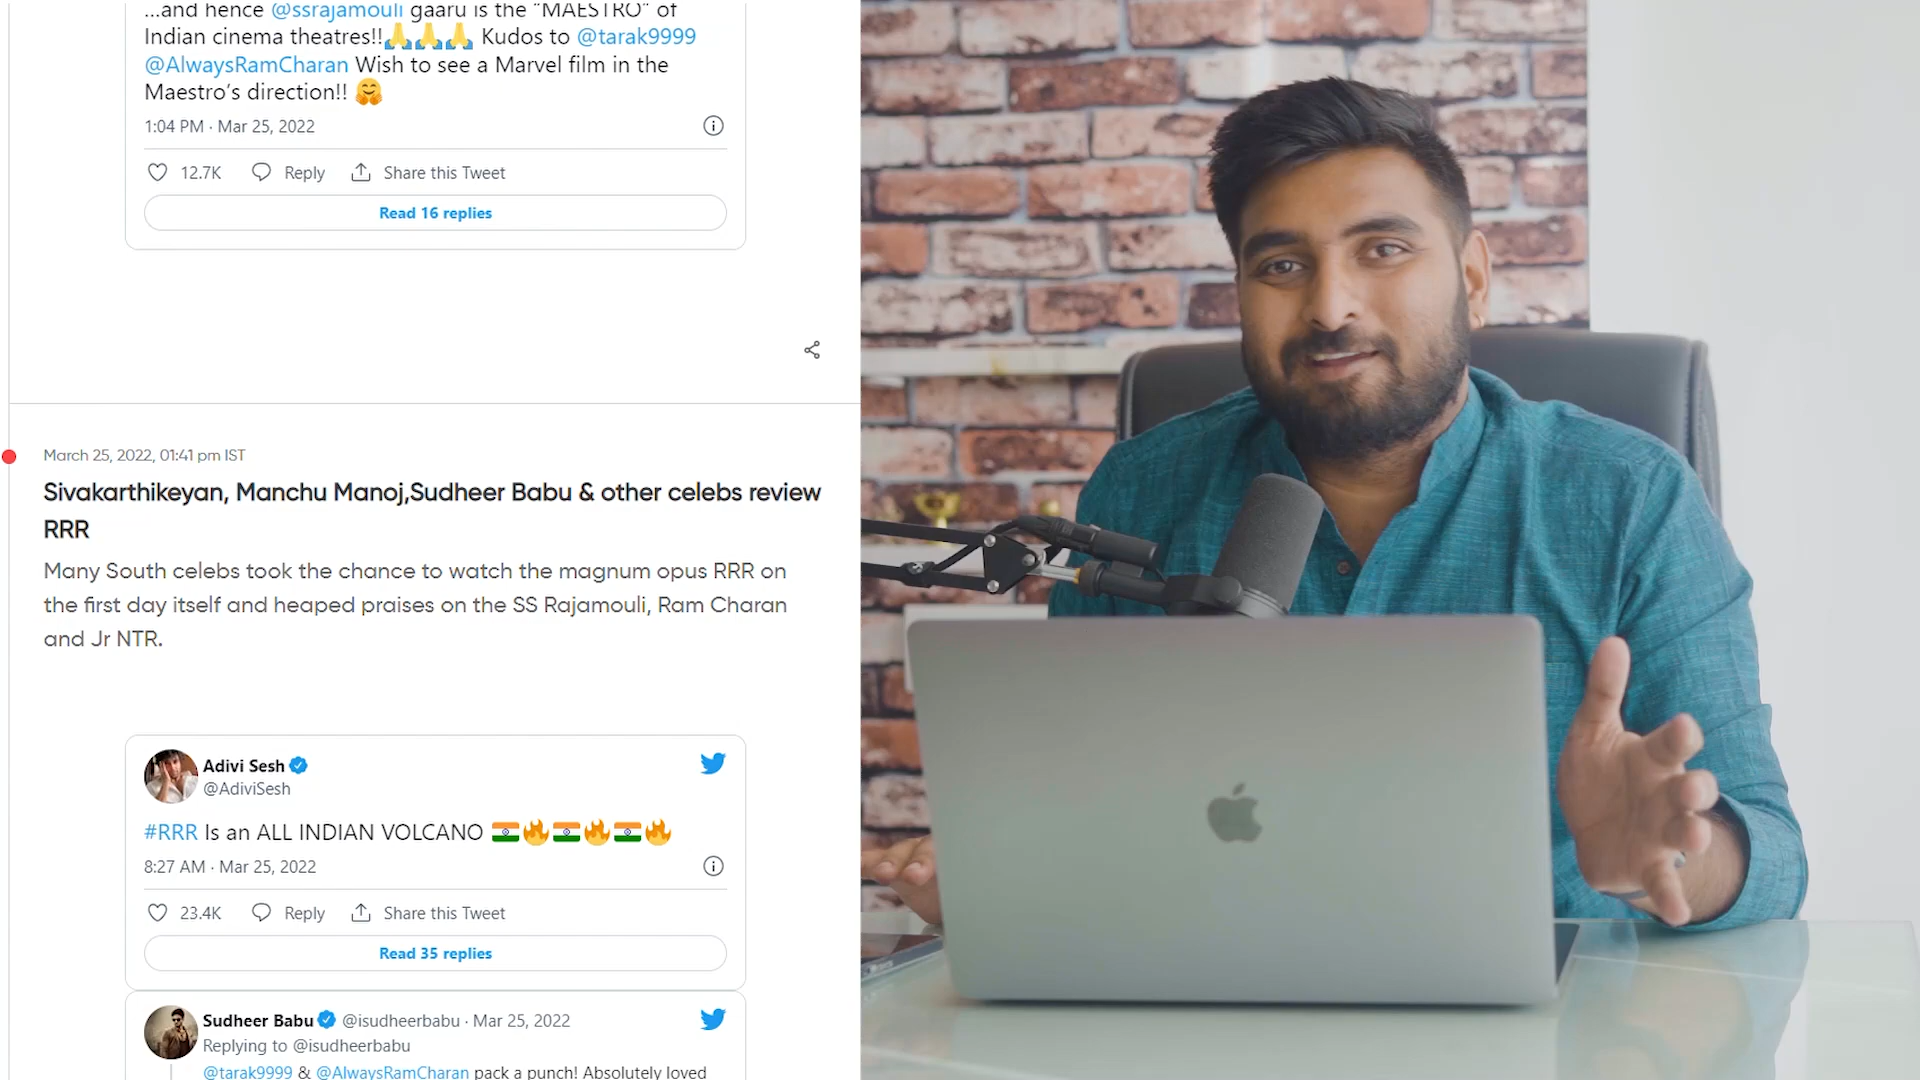 ...and hence @ssrajamouli gaaru is the "MAESTRO" of
Indian cinema theatres!!🙏🙏🙏 Kudos to @tarak9999
@AlwaysRamCharan Wish to see a Marvel film in the
Maestro's direction!! 🤗
1:04 PM · Mar 25, 2022
12.7K Reply Share this Tweet
Read 16 replies
March 25, 2022, 01:41 pm IST
Sivakarthikeyan, Manchu Manoj,Sudheer Babu & other celebs review
RRR
Many South celebs took the chance to watch the magnum opus RRR on
the first day itself and heaped praises on the SS Rajamouli, Ram Charan
and Jr NTR.
Adivi Sesh
@AdiviSesh
#RRR Is an ALL INDIAN VOLCANO 🇮🇳🔥🇮🇳🔥🇮🇳🔥
8:27 AM · Mar 25, 2022
23.4K Reply Share this Tweet
Read 35 replies
Sudheer Babu @isudheerbabu · Mar 25, 2022
Replying to @isudheerbabu
@tarak9999 & @AlwaysRamCharan pack a punch! Absolutely loved